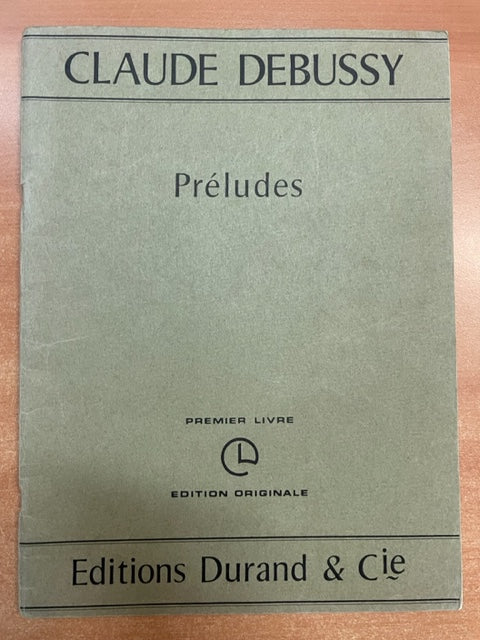 CLAUDE DEBUSSY
Préludes
PREMIER LIVRE
EDITION ORIGINALE
Editions Durand & Cie